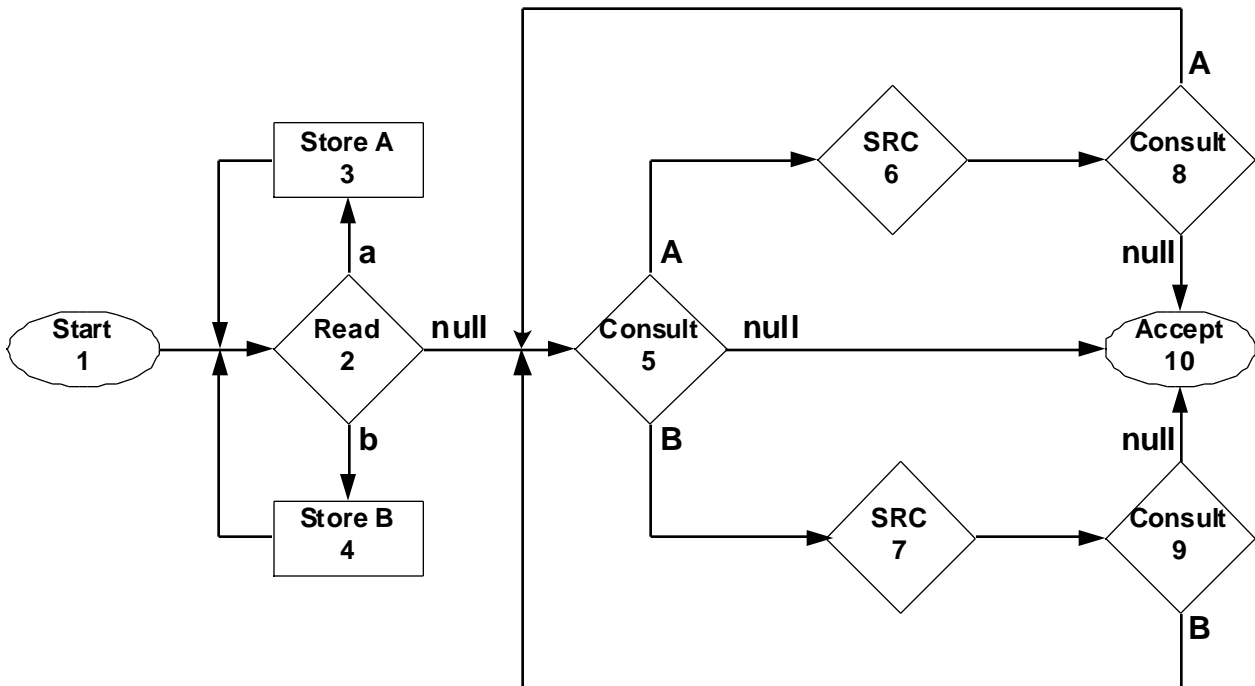 A
Store A
3
SRC
6
Consult
8
a
A
null
Start
1
Read
2
null
Consult
5
null
Accept
10
b
B
null
Store B
4
SRC
7
Consult
9
B